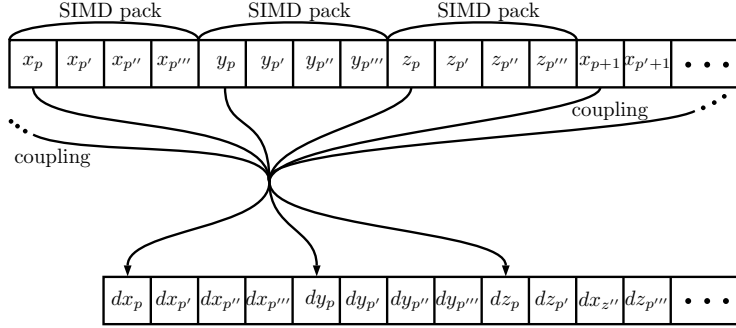 SIMD pack SIMD pack SIMD pack
x_p x_{p'} x_{p''} x_{p'''} y_p y_{p'} y_{p''} y_{p'''} z_p z_{p'} z_{p''} z_{p'''} x_{p+1} x_{p'+1} • • •
coupling
coupling
dx_p dx_{p'} dx_{p''} dx_{p'''} dy_p dy_{p'} dy_{p''} dy_{p'''} dz_p dz_{p'} dx_{z''} dz_{p'''} • • •